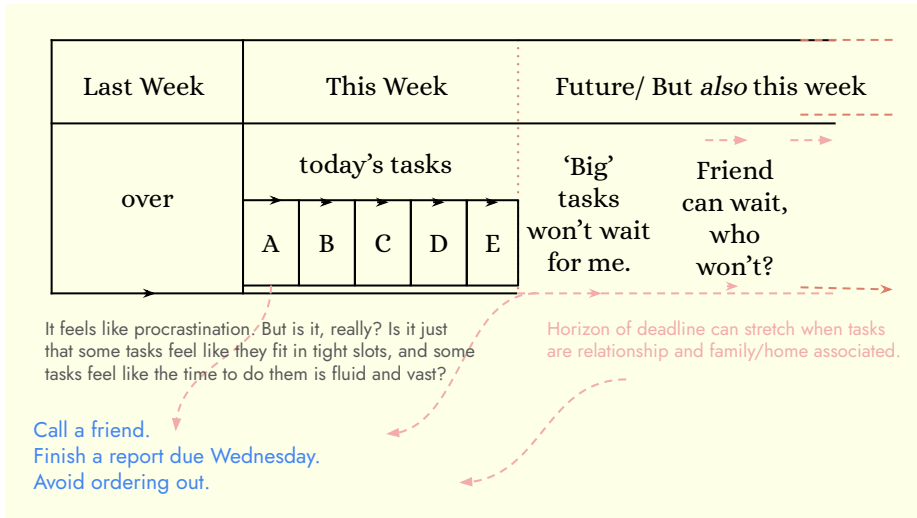 Last Week
This Week
Future/ But also this week
over
today’s tasks
A
B
C
D
E
‘Big’
tasks
won’t wait
for me.
Friend
can wait,
who
won’t?
It feels like procrastination. But is it, really? Is it just
that some tasks feel like they fit in tight slots, and some
tasks feel like the time to do them is fluid and vast?
Horizon of deadline can stretch when tasks
are relationship and family/home associated.
Call a friend.
Finish a report due Wednesday.
Avoid ordering out.